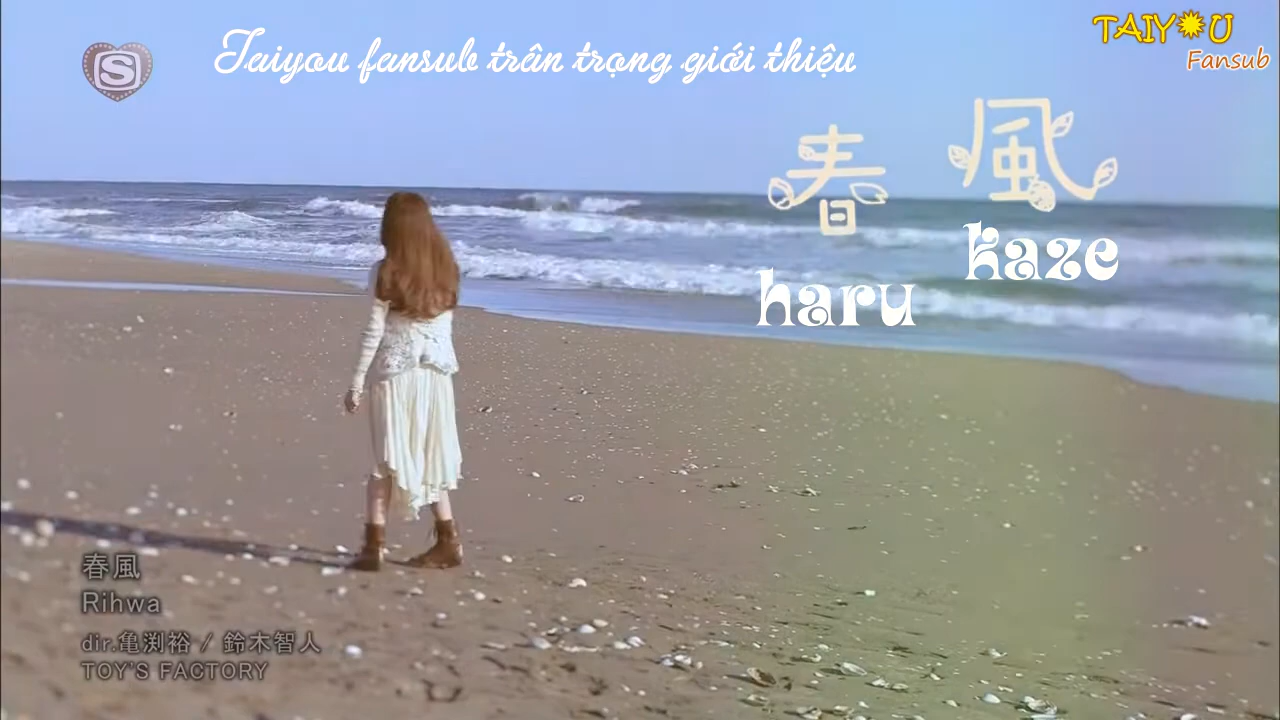 Taiyou fansub trân trọng giới thiệu
TAIYOU
Fansub
S
春風
haru kaze
春風
Rihwa
dir.亀渕裕 / 鈴木智人
TOY'S FACTORY